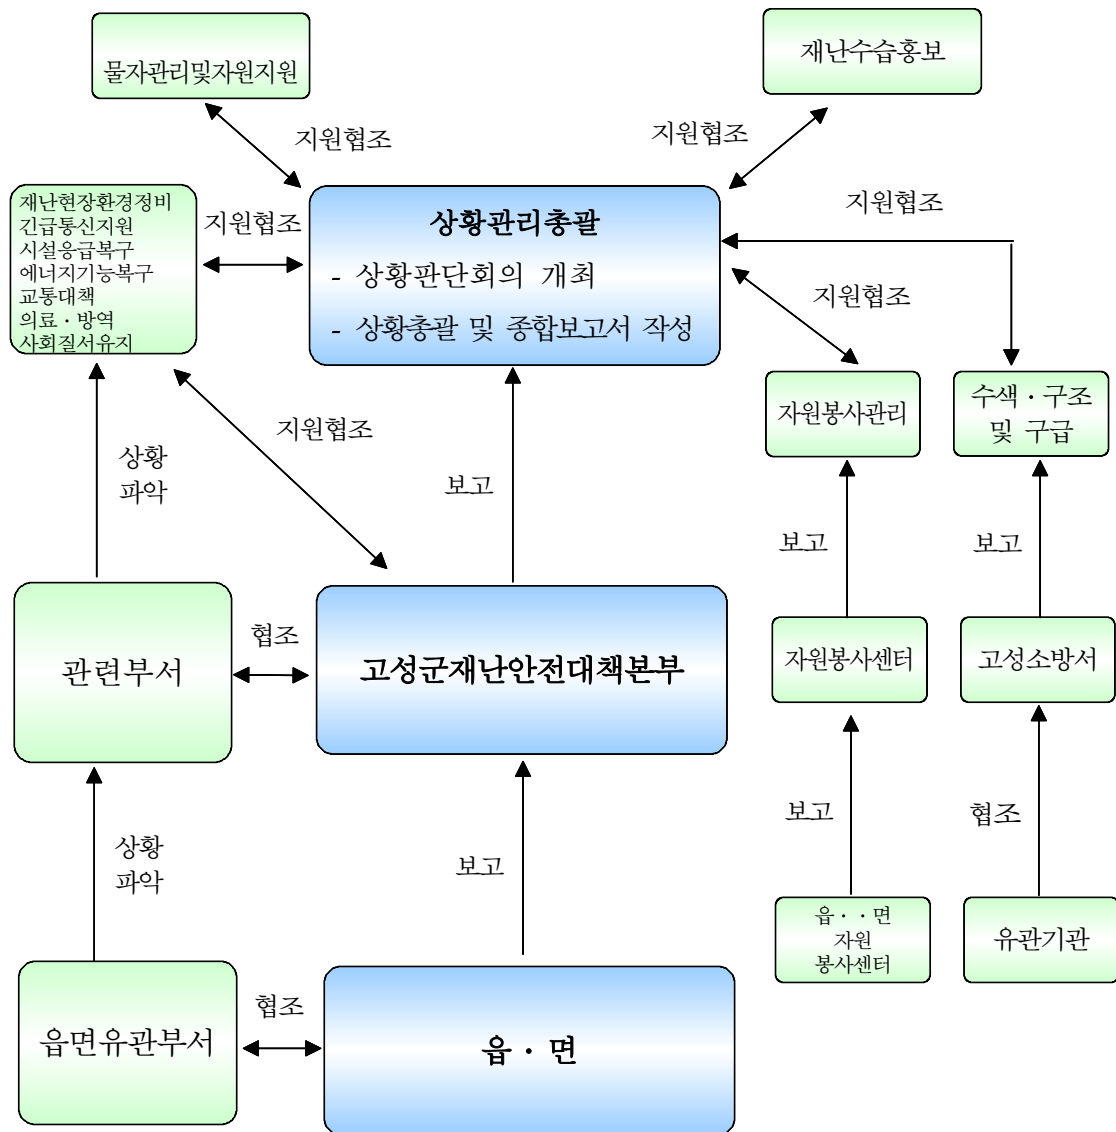 물자관리및자원지원
재난수습홍보
지원협조
지원협조
재난현장환경정비
긴급통신지원
시설응급복구
에너지기능복구
교통대책
의료·방역
사회질서유지
지원협조
상황관리총괄
- 상황판단회의 개최
- 상황총괄 및 종합보고서 작성
지원협조
지원협조
자원봉사관리
수색·구조
및 구급
지원협조
상황
파악
보고
보고
보고
관련부서
협조
고성군재난안전대책본부
자원봉사센터
고성소방서
상황
파악
보고
보고
협조
읍··면
자원
봉사센터
유관기관
읍면유관부서
협조
읍·면